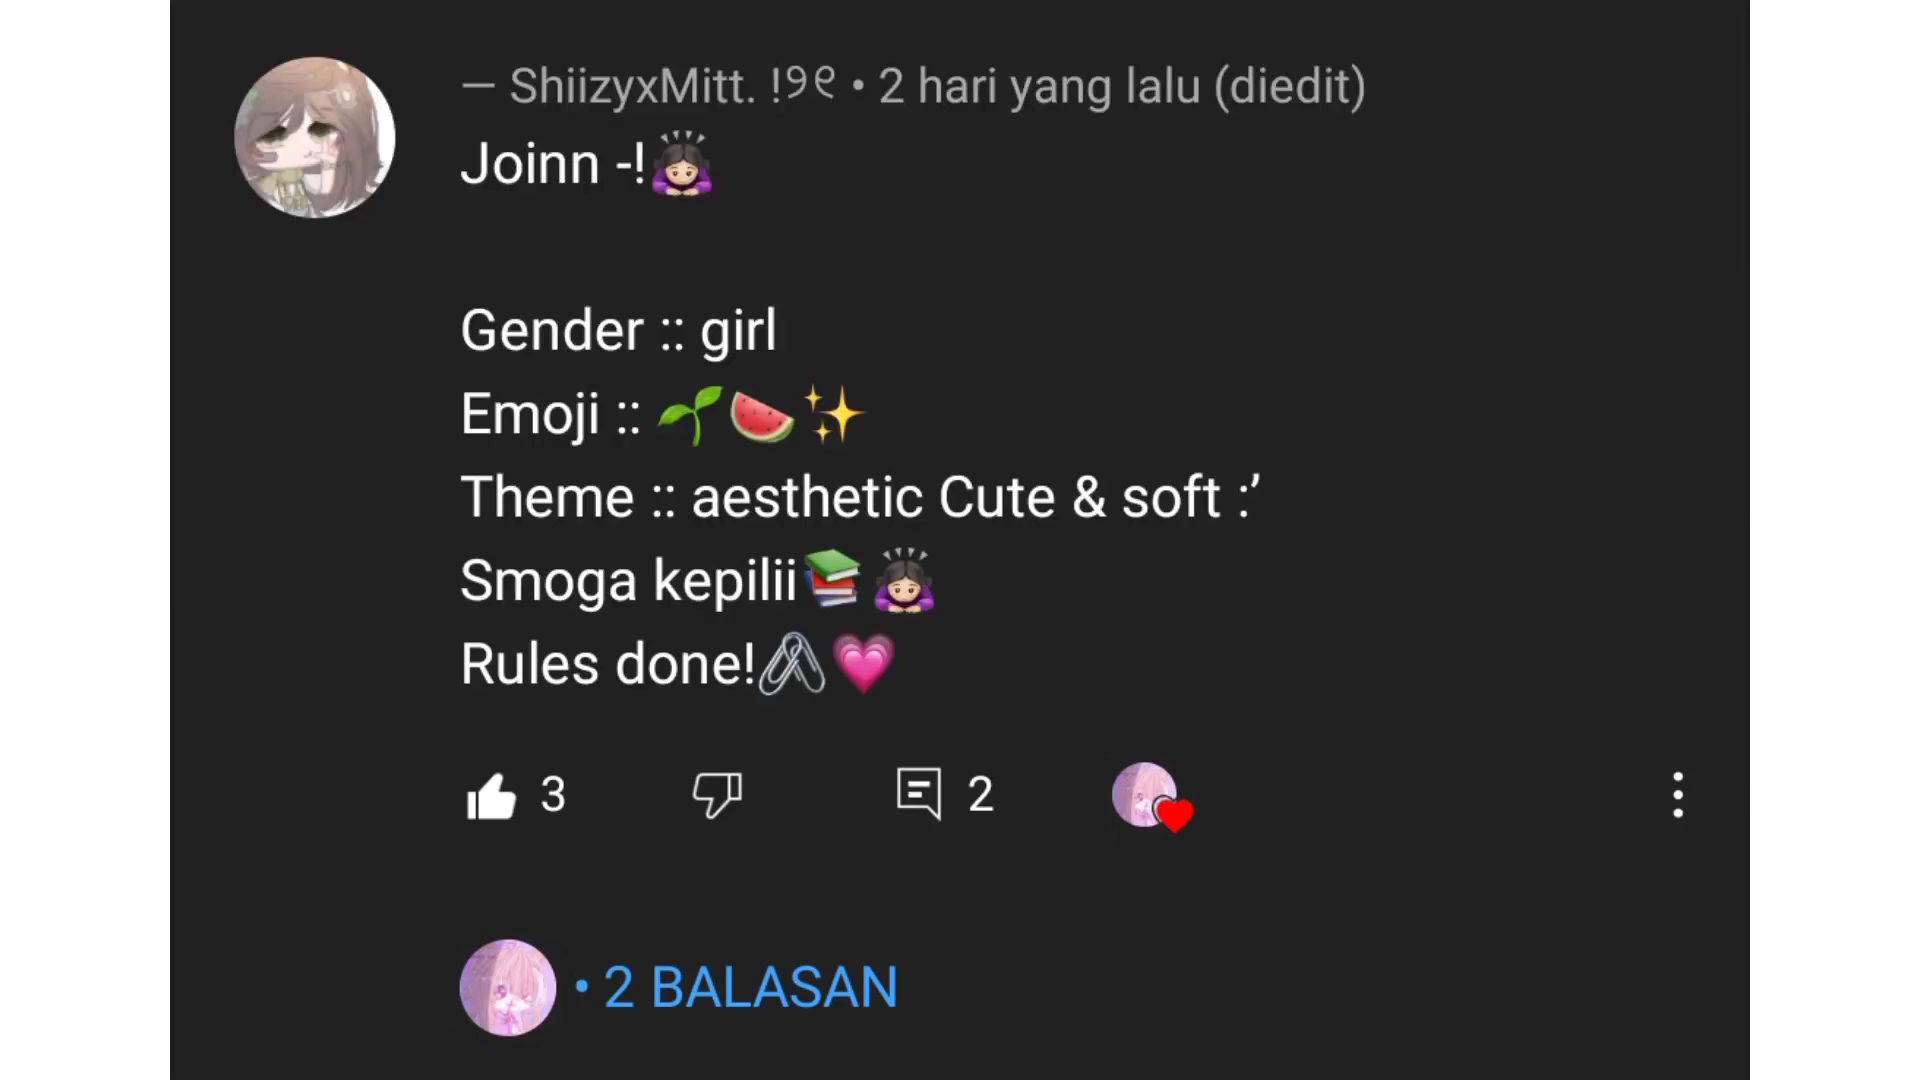 — ShiizyxMitt. !୨୧ • 2 hari yang lalu (diedit)
Joinn -!🙇🏻‍♀️
Gender :: girl
Emoji :: 🌱🍉✨
Theme :: aesthetic Cute & soft :’
Smoga kepilii📚🙇🏻‍♀️
Rules done!🖇️💗
3
2
• 2 BALASAN